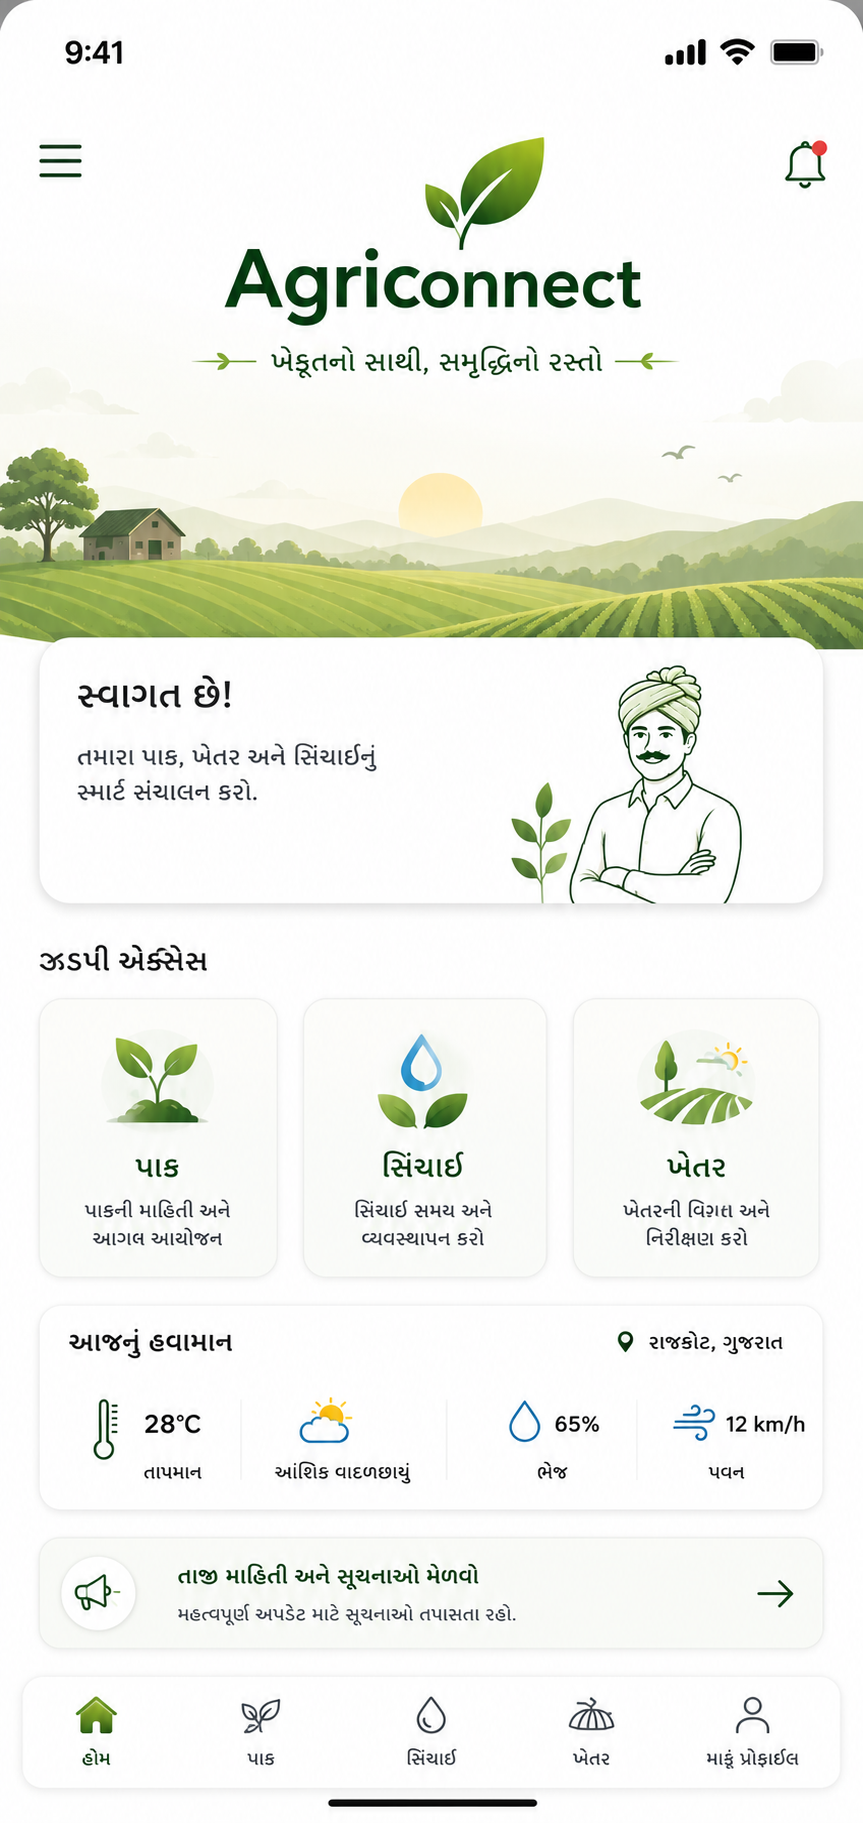 9:41
Agriconnect
ખેડૂતનો સાથી, સમૃદ્ધિનો રસ્તો
સ્વાગત છે!
તમારા પાક, ખેતર અને સિંચાઈનું
સ્માર્ટ સંચાલન કરો.
ઝડપી એક્સેસ
પાક
પાકની માહિતી અને
આગલ આયોજન
સિંચાઈ
સિંચાઈ સમય અને
વ્યવસ્થાપન કરો
ખેતર
ખેતરની અને
નિરીક્ષણ કરો
આજનું હવામાન
રાજકોટ, ગુજરાત
28°C
તાપમાન
આંશિક વાદળછાયું
65%
ભેજ
12 km/h
પવન
તાજી માહિતી અને સૂચનાઓ મેળવો
મહત્વપૂર્ણ અપડેટ માટે સૂચનાઓ તપાસતા રહો.
હોમ
પાક
સિંચાઈ
ખેતર
માકૂં પ્રોફાઈલ